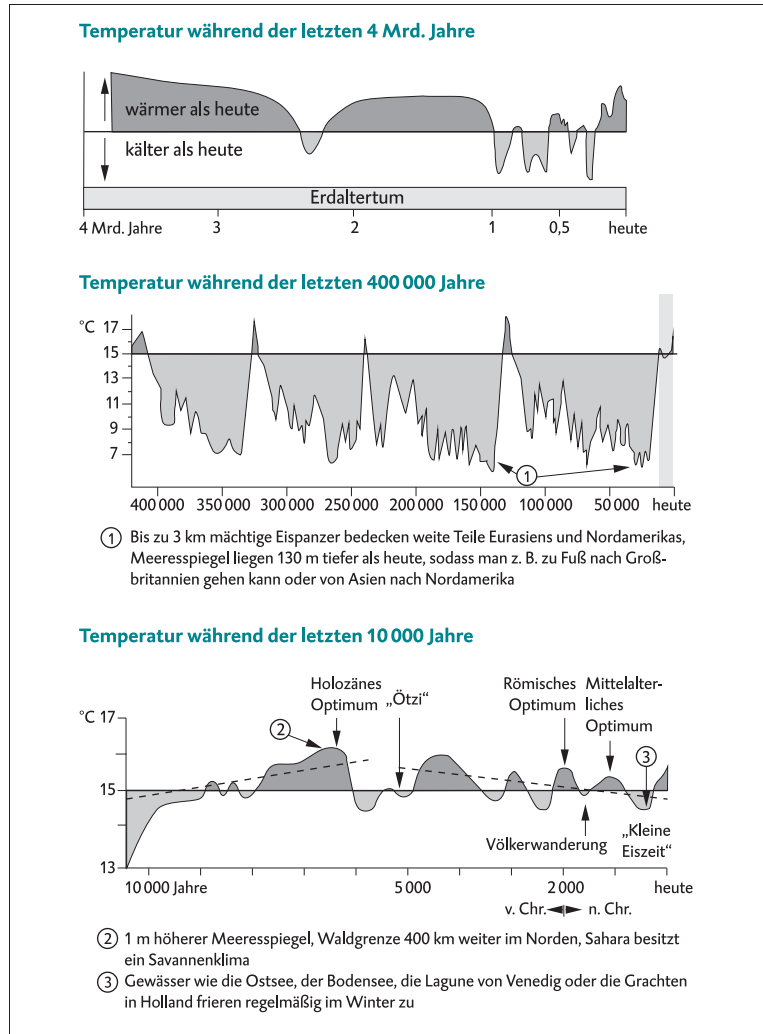 Temperatur während der letzten 4 Mrd. Jahre
wärmer als heute
kälter als heute
Erdaltertum
4 Mrd. Jahre 3 2 1 0,5 heute
Temperatur während der letzten 400 000 Jahre
°C 17
15
13
11
9
7
1
400 000 350 000 300 000 250 000 200 000 150 000 100 000 50 000 heute
1 Bis zu 3 km mächtige Eispanzer bedecken weite Teile Eurasiens und Nordamerikas,
Meeresspiegel liegen 130 m tiefer als heute, sodass man z. B. zu Fuß nach Groß-
britannien gehen kann oder von Asien nach Nordamerika
Temperatur während der letzten 10 000 Jahre
Holozänes
Optimum
„Ötzi“
Römisches
Optimum
Mittelalter-
liches
Optimum
°C 17
2
3
15
Völkerwanderung
„Kleine
Eiszeit“
13
10 000 Jahre 5 000 2 000 heute
v. Chr. n. Chr.
2 1 m höherer Meeresspiegel, Waldgrenze 400 km weiter im Norden, Sahara besitzt
ein Savannenklima
3 Gewässer wie die Ostsee, der Bodensee, die Lagune von Venedig oder die Grachten
in Holland frieren regelmäßig im Winter zu